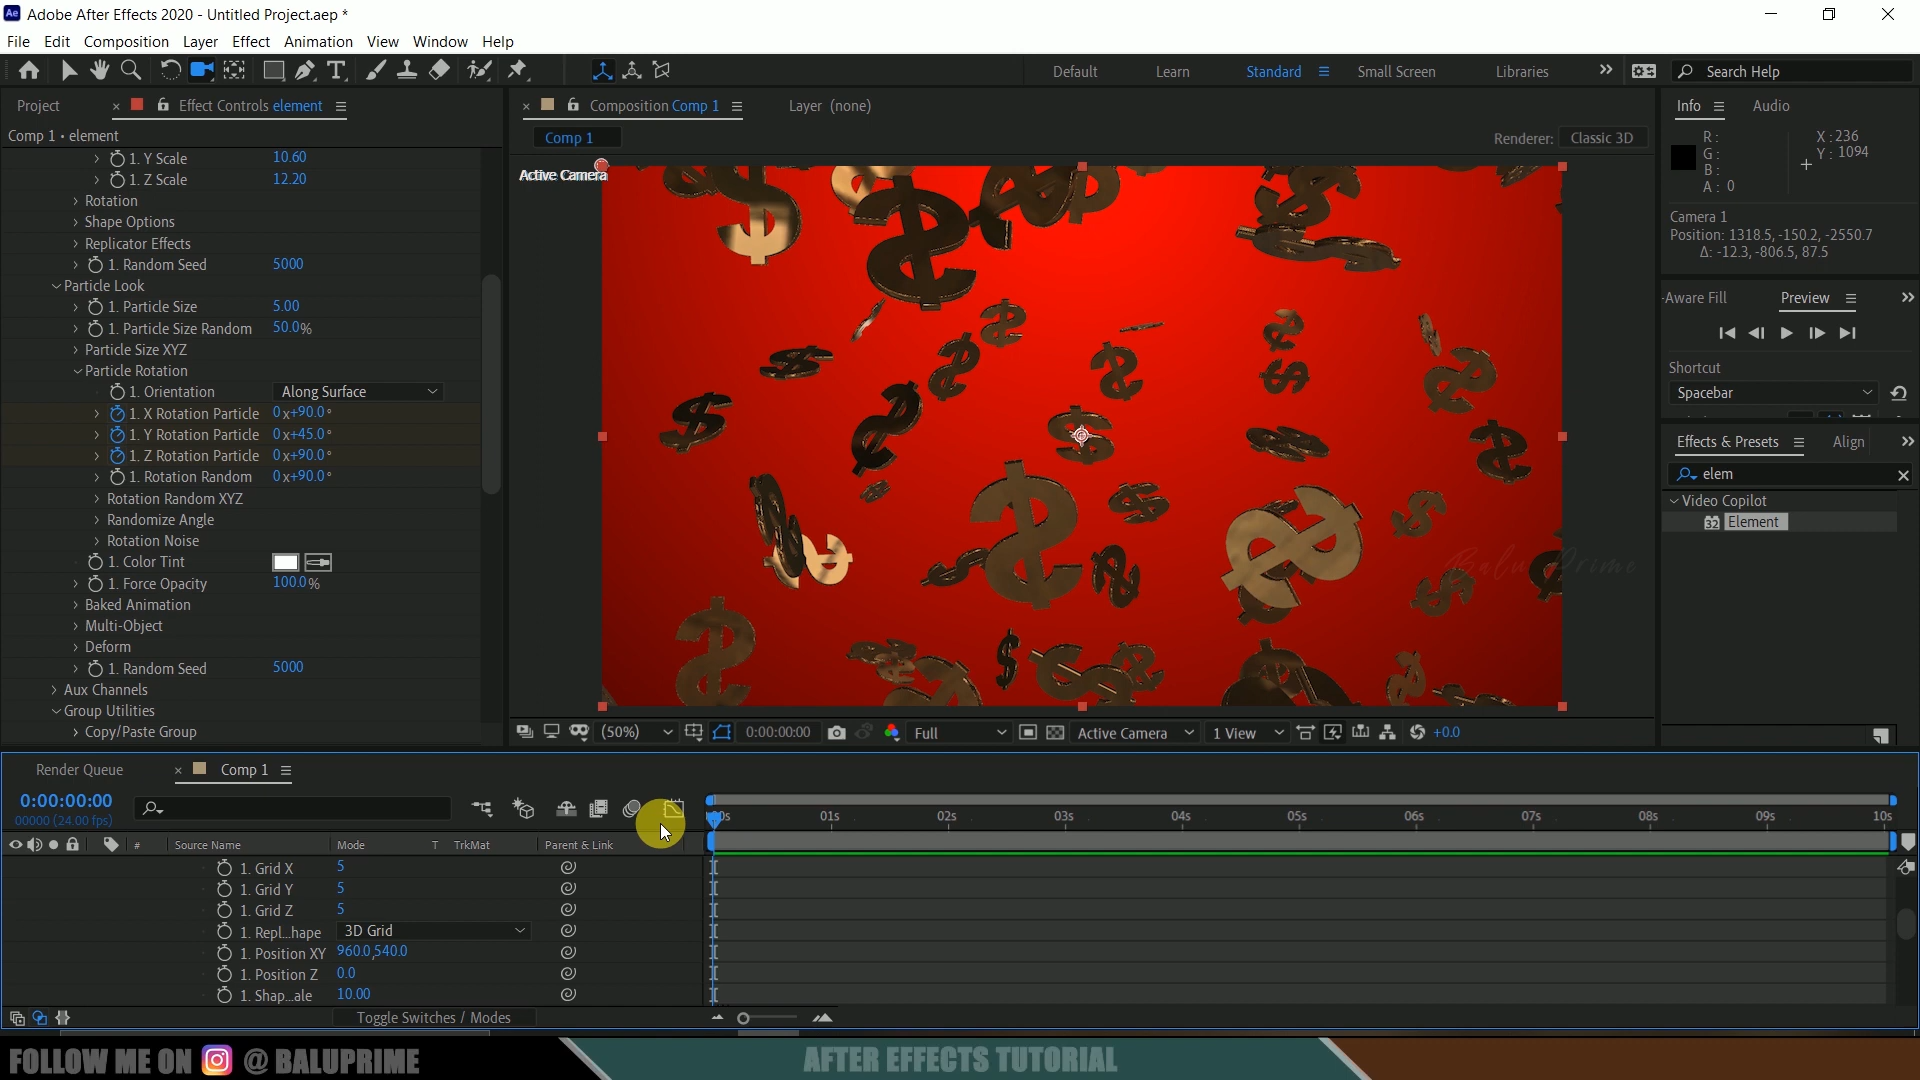 Ae Adobe After Effects 2020 - Untitled Project.aep *
File Edit Composition Layer Effect Animation View Window Help
Default Learn Standard Small Screen Libraries Search Help
Project Effect Controls element
Comp 1 • element
1. Y Scale 10.60
1. Z Scale 12.20
Rotation
Shape Options
Replicator Effects
1. Random Seed 5000
Particle Look
1. Particle Size 5.00
1. Particle Size Random 50.0%
Particle Size XYZ
Particle Rotation
1. Orientation Along Surface
1. X Rotation Particle 0x+90.0°
1. Y Rotation Particle 0x+45.0°
1. Z Rotation Particle 0x+90.0°
1. Rotation Random 0x+90.0°
Rotation Random XYZ
Randomize Angle
Rotation Noise
1. Color Tint
1. Force Opacity 100.0%
Baked Animation
Multi-Object
Deform
1. Random Seed 5000
Aux Channels
Group Utilities
Copy/Paste Group
Composition Comp 1 Layer (none)
Comp 1 Renderer: Classic 3D
Active Camera
Balu Prime
(50%) 0:00:00:00 Full Active Camera 1 View +0.0
Info Audio
R: X: 236
G: Y: 1094
B:
A: 0
Camera 1
Position: 1318.5, -150.2, -2550.7
Δ: -12.3, -806.5, 87.5
-Aware Fill Preview
Shortcut
Spacebar
Effects & Presets Align
elem
Video Copilot
32 Element
Render Queue Comp 1
0:00:00:00
00000 (24.00 fps)
01s 02s 03s 04s 05s 06s 07s 08s 09s 10s
# Source Name Mode T TrkMat Parent & Link
1. Grid X 5
1. Grid Y 5
1. Grid Z 5
1. Repl...hape 3D Grid
1. Position XY 960.0,540.0
1. Position Z 0.0
1. Shap...ale 10.00
Toggle Switches / Modes
FOLLOW ME ON @ BALUPRIME AFTER EFFECTS TUTORIAL